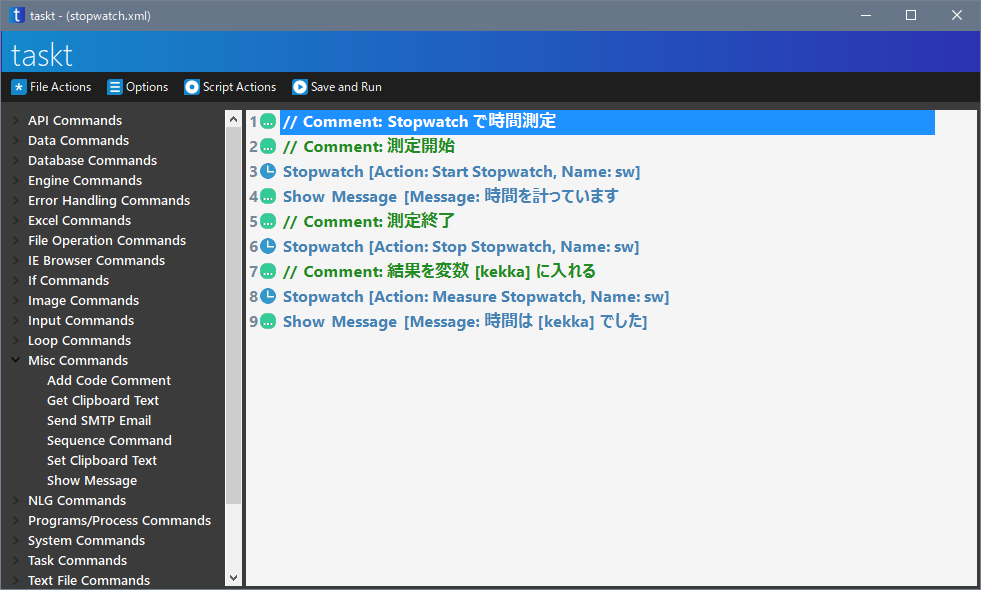 taskt - (stopwatch.xml)
taskt
File Actions Options Script Actions Save and Run
API Commands
Data Commands
Database Commands
Engine Commands
Error Handling Commands
Excel Commands
File Operation Commands
IE Browser Commands
If Commands
Image Commands
Input Commands
Loop Commands
Misc Commands
Add Code Comment
Get Clipboard Text
Send SMTP Email
Sequence Command
Set Clipboard Text
Show Message
NLG Commands
Programs/Process Commands
System Commands
Task Commands
Text File Commands
1 // Comment: Stopwatch で時間測定
2 // Comment: 測定開始
3 Stopwatch [Action: Start Stopwatch, Name: sw]
4 Show Message [Message: 時間を計っています
5 // Comment: 測定終了
6 Stopwatch [Action: Stop Stopwatch, Name: sw]
7 // Comment: 結果を変数 [kekka] に入れる
8 Stopwatch [Action: Measure Stopwatch, Name: sw]
9 Show Message [Message: 時間は [kekka] でした]